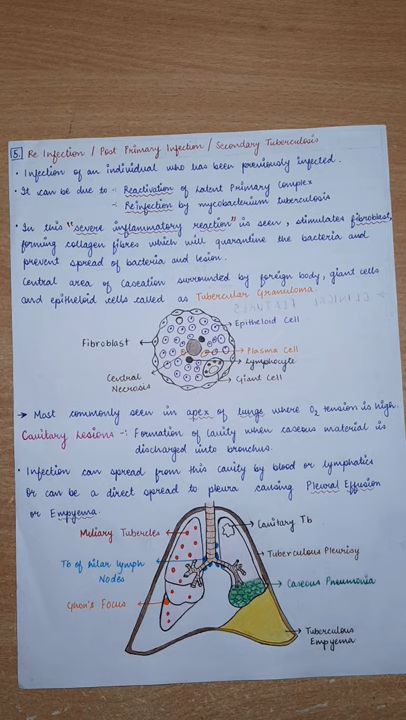 5. Re Infection / Post Primary Infection / Secondary Tuberculosis
• Infection of an individual who has been previously infected.
• It can be due to -: Reactivation of Latent Primary Complex
-: Reinfection by mycobacterium tuberculosis
• In this "severe inflammatory reaction" is seen, stimulates fibroblast,
forming collagen fibres which will quarantine the bacteria and
prevent spread of bacteria and lesion.
Central area of Caseation surrounded by foreign body, giant cells
and epitheloid cells called as Tubercular Granuloma
Epitheloid Cell
Fibroblast
Plasma Cell
Lymphocyte
Central
Necrosis
Giant Cell
→ Most commonly seen in apex of lungs where O2 tension is high.
Cavitary Lesions -: Formation of cavity when caseous material is
discharged into bronchus.
• Infection can spread from this cavity by blood or lymphatics
Or can be a direct spread to pleura causing Pleural Effusion
or Empyema.
Miliary Tubercles
Cavitary Tb
Tb of Hilar Lymph
Nodes
Tuberculous Pleurisy
Caseous Pneumonia
Ghon's Focus
Tuberculous
Empyema